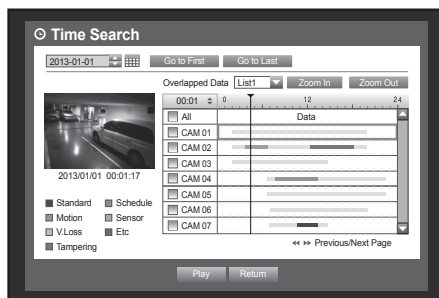 Time Search
2013-01-01
Go to First Go to Last
Overlapped Data List1 Zoom In Zoom Out
00:01 0 12 24
All Data
CAM 01
CAM 02
CAM 03
CAM 04
CAM 05
CAM 06
CAM 07
2013/01/01 00:01:17
Standard Schedule
Motion Sensor
V.Loss Etc
Tampering
Previous/Next Page
Play Return